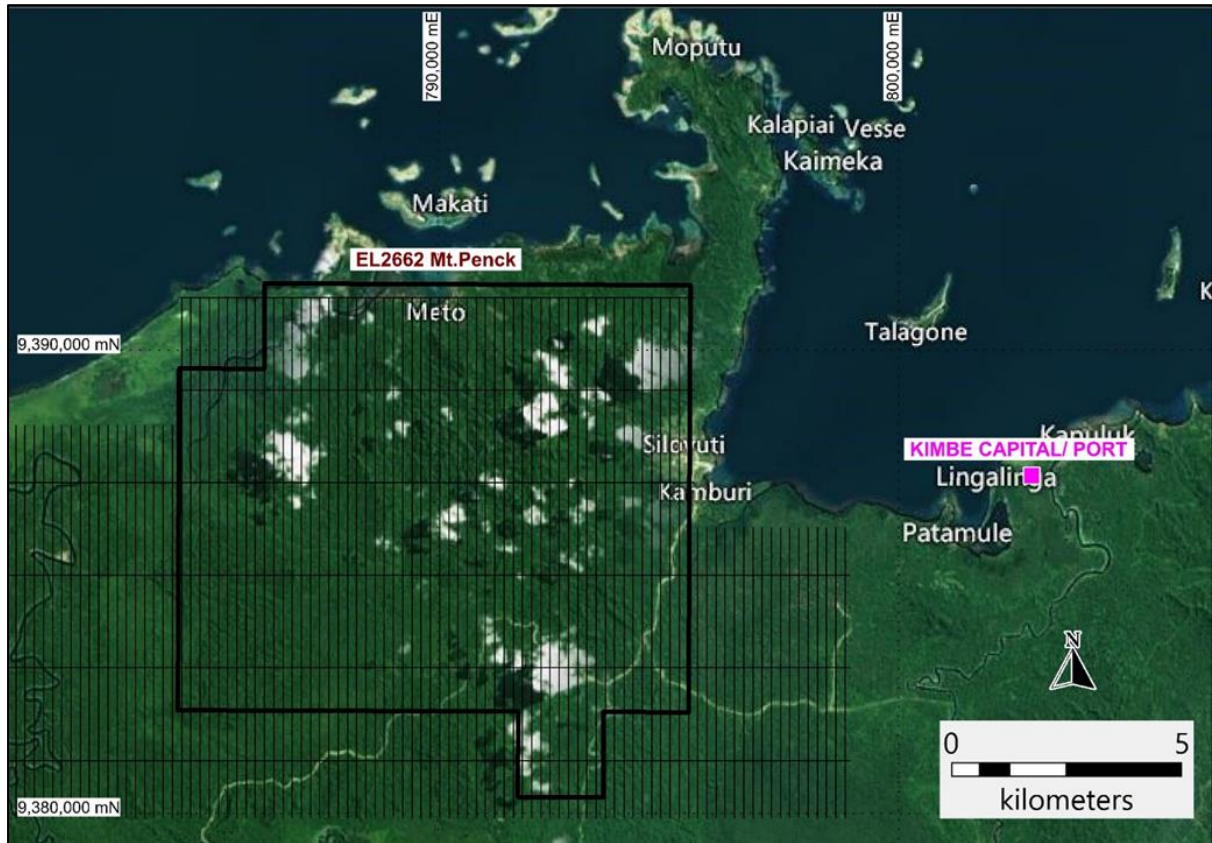 790,000 mE
800,000 mE
Moputu
Kalapiai
Vesse
Kaimeka
Makati
EL2662 Mt.Penck
Meto
Talagone
K
9,390,000 mN
Silovuti
Kapuluk
KIMBE CAPITAL/ PORT
Lingalinga
Kamburi
Patamule
N
0 5
kilometers
9,380,000 mN